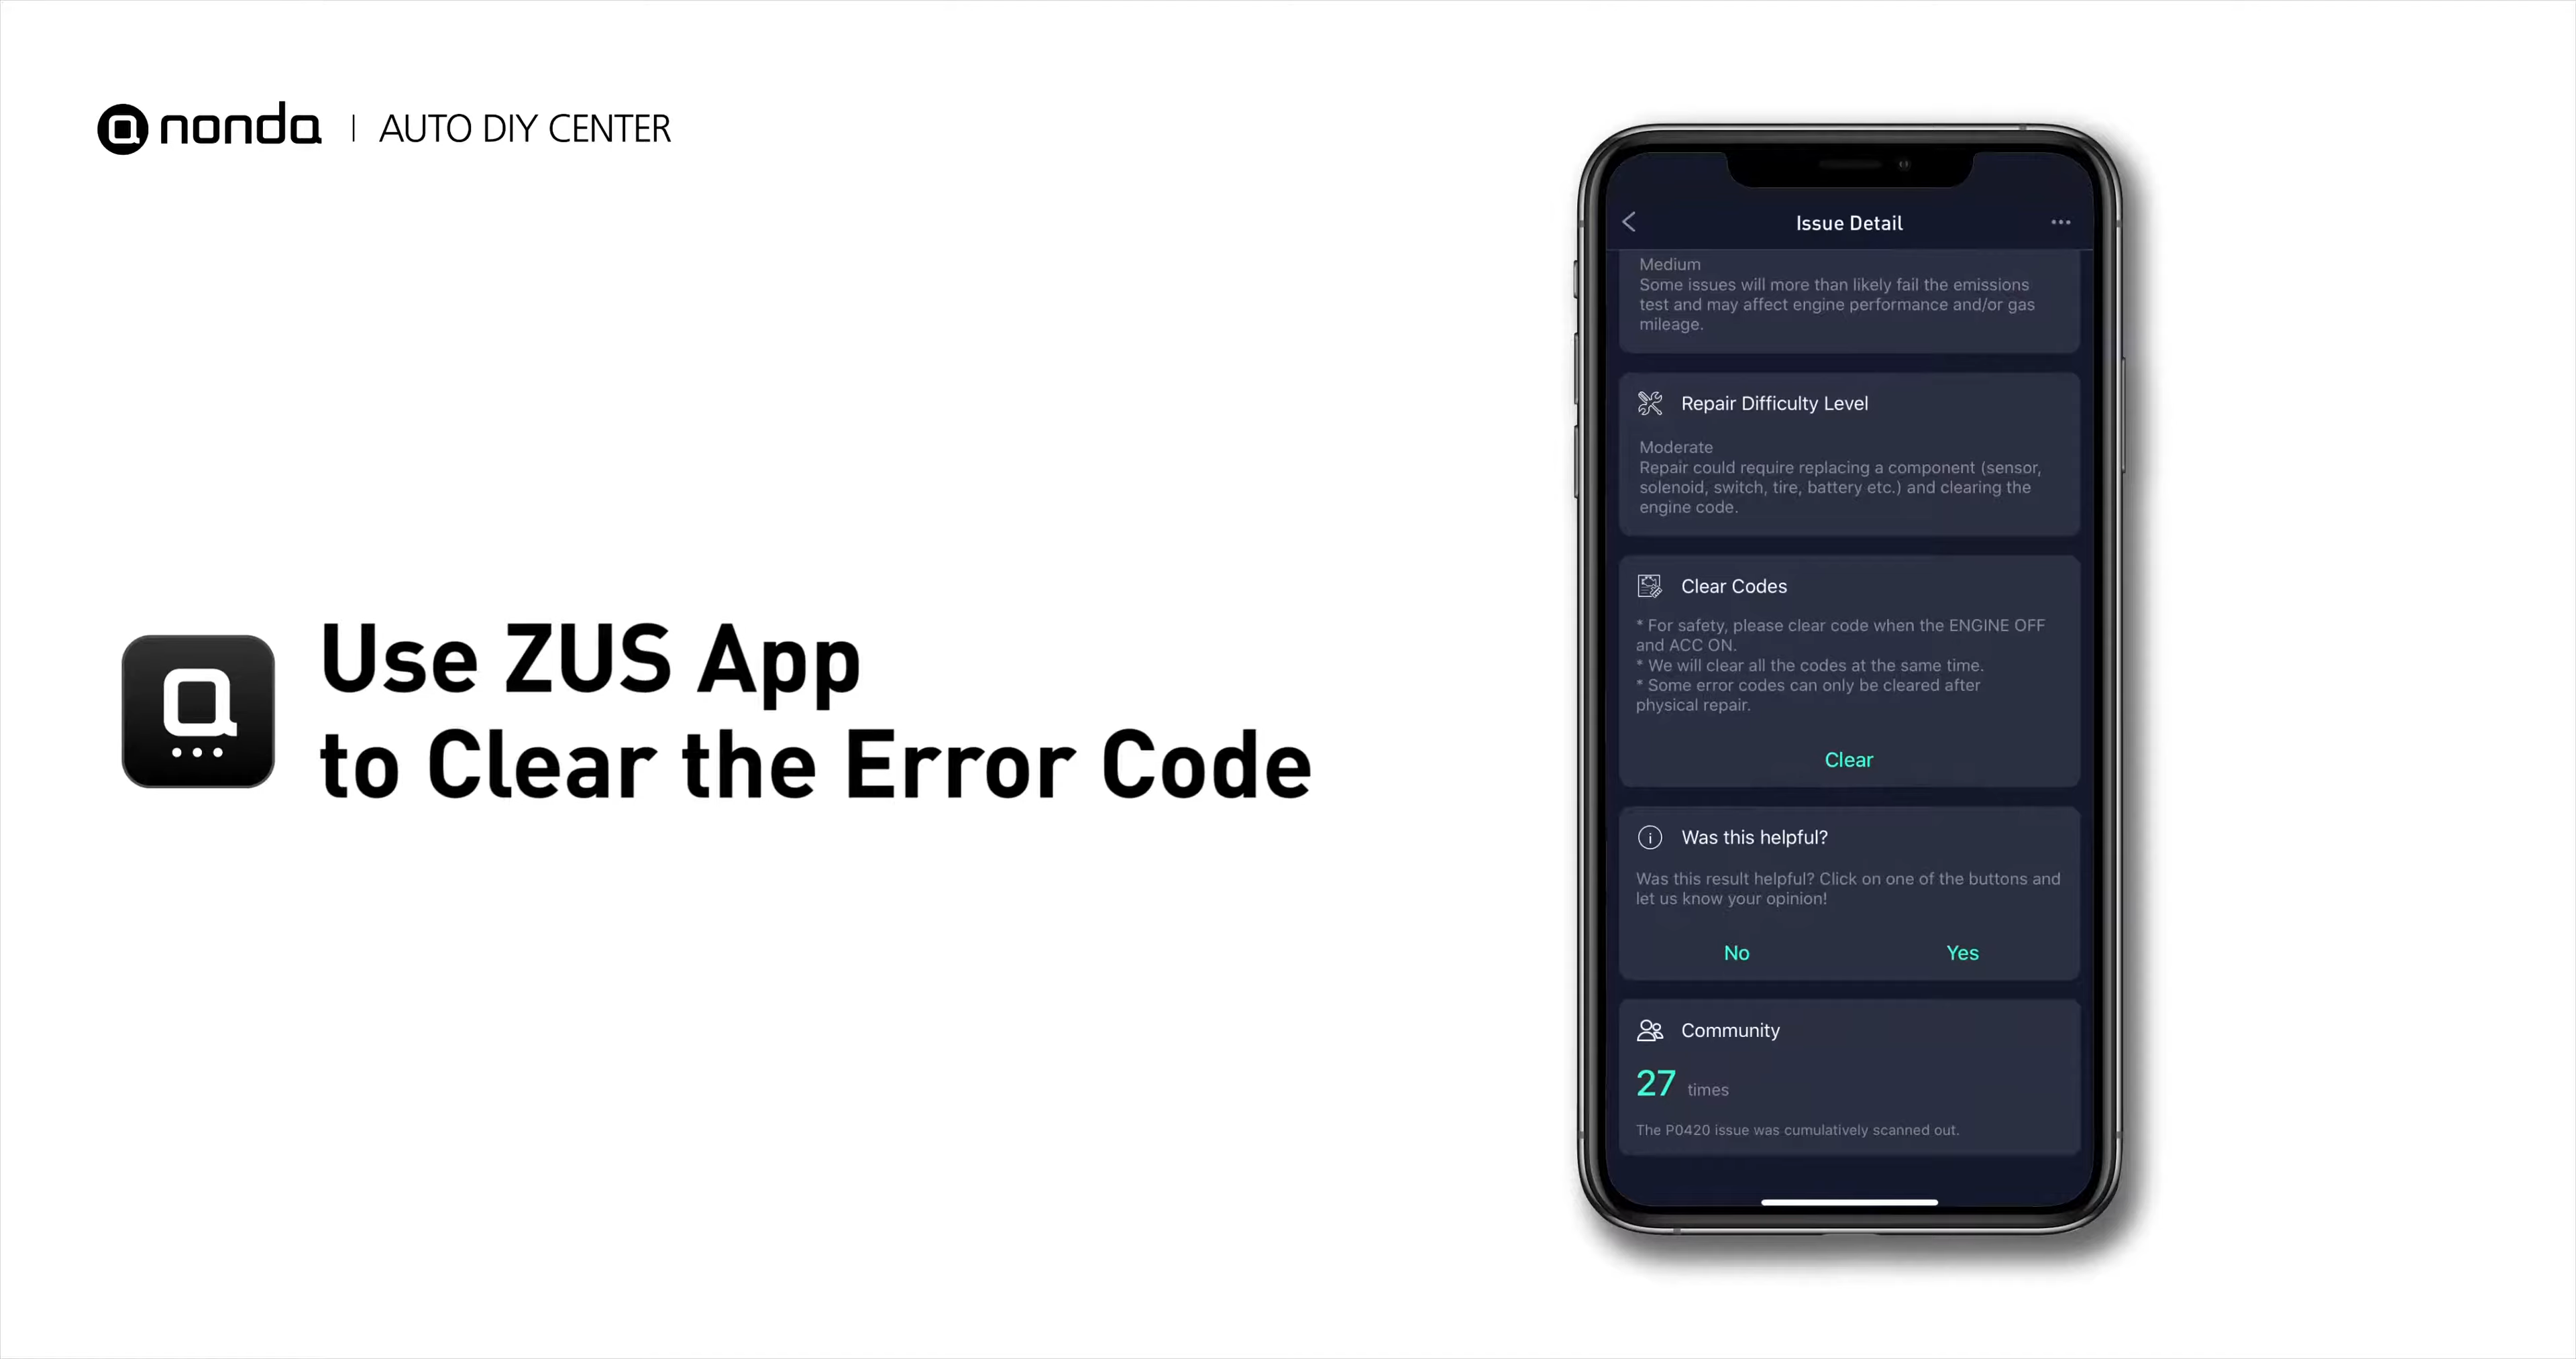 nonda | AUTO DIY CENTER
Use ZUS App
to Clear the Error Code
Issue Detail
Medium
Some issues will more than likely fail the emissions
test and may affect engine performance and/or gas
mileage.
Repair Difficulty Level
Moderate
Repair could require replacing a component (sensor,
solenoid, switch, tire, battery etc.) and clearing the
engine code.
Clear Codes
* For safety, please clear code when the ENGINE OFF
and ACC ON.
* We will clear all the codes at the same time.
* Some error codes can only be cleared after
physical repair.
Clear
Was this helpful?
Was this result helpful? Click on one of the buttons and
let us know your opinion!
No Yes
Community
27 times
The P0420 issue was cumulatively scanned out.